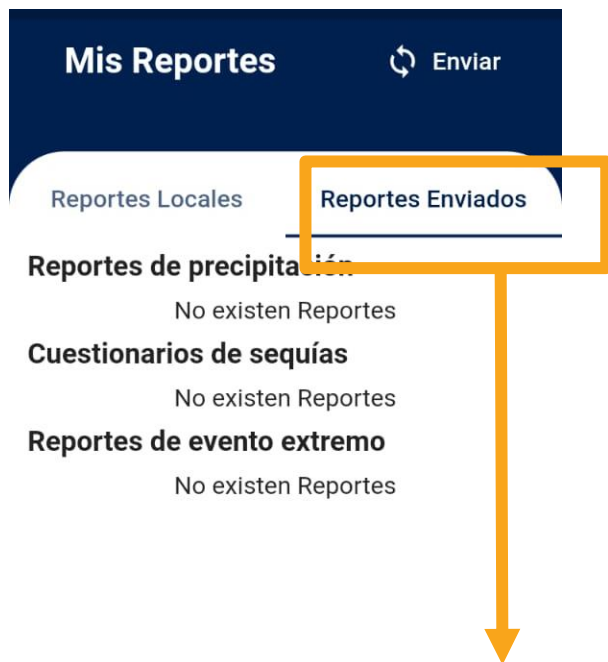 Mis Reportes Enviar
Reportes Locales Reportes Enviados
Reportes de precipitación
No existen Reportes
Cuestionarios de sequías
No existen Reportes
Reportes de evento extremo
No existen Reportes